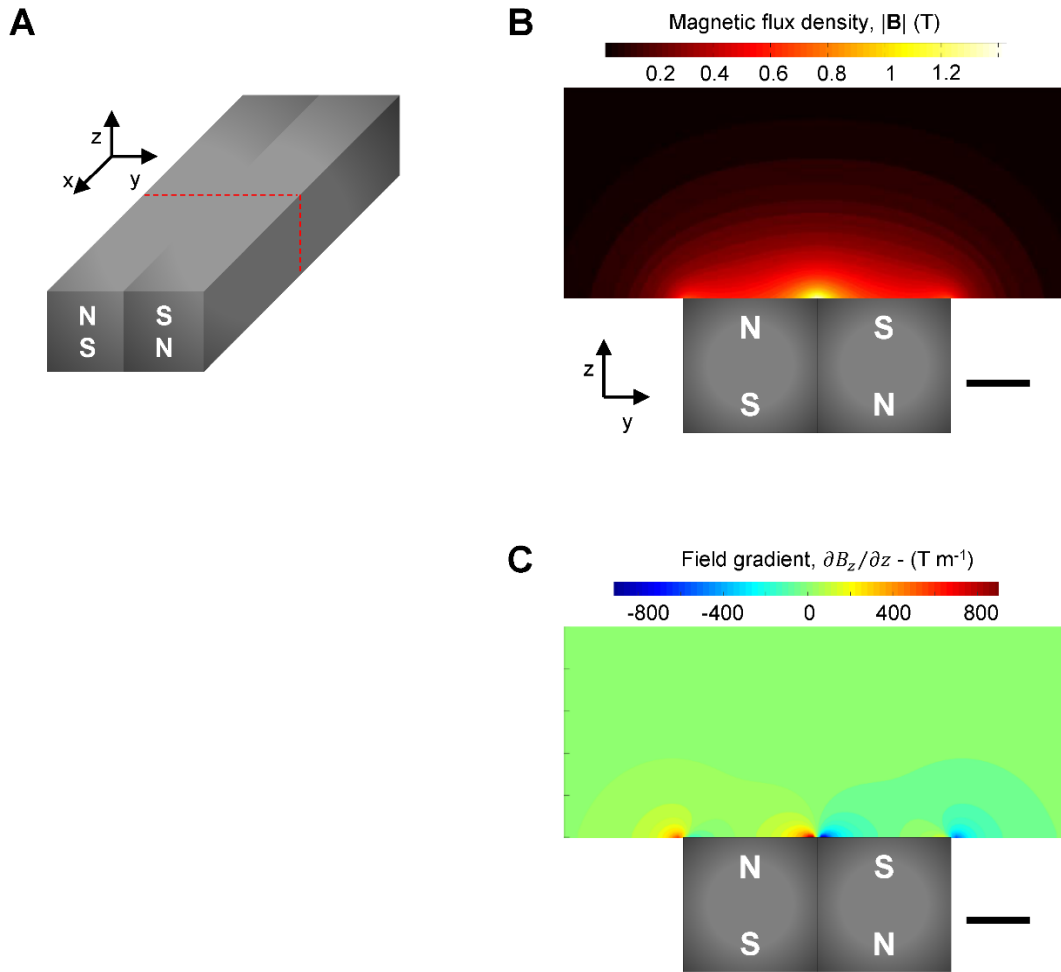 A
z
x
y
N
S
S
N
B
Magnetic flux density, |B| (T)
0.2 0.4 0.6 0.8 1 1.2
N
S
z
S
N
y
C
Field gradient, ∂B_z/∂z - (T m⁻¹)
-800 -400 0 400 800
N
S
S
N